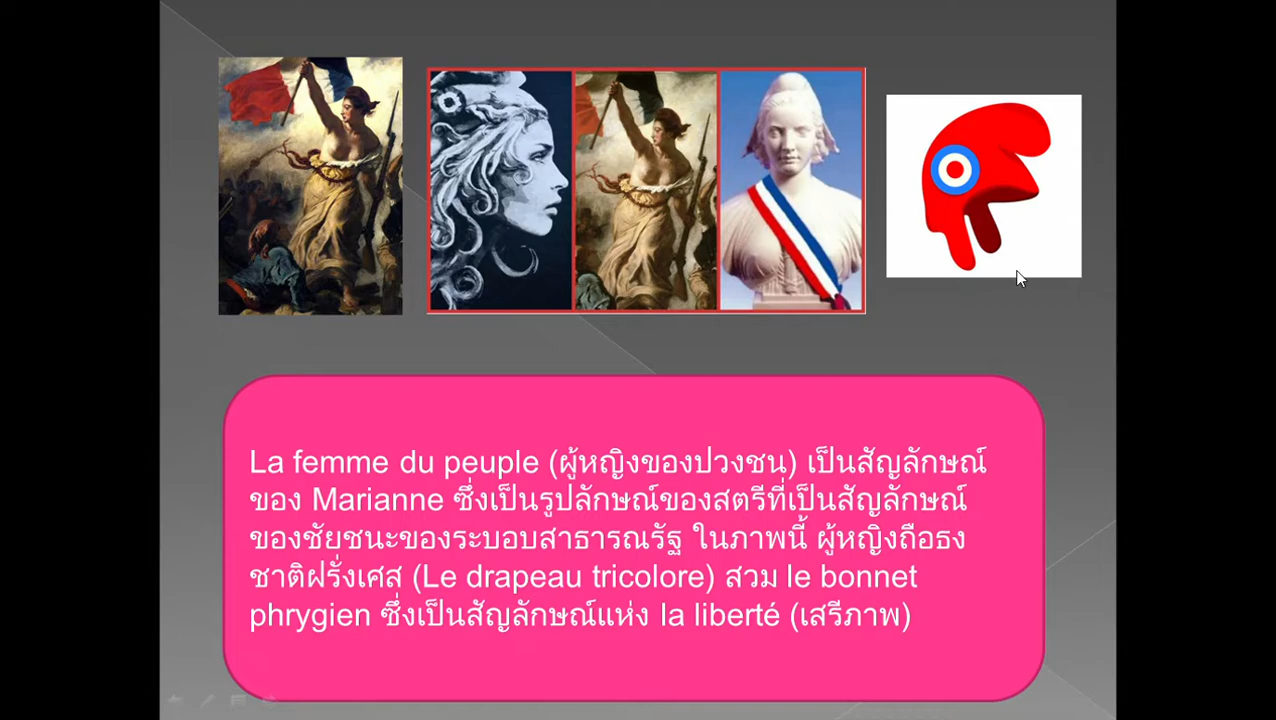 La femme du peuple (ผู้หญิงของปวงชน) เป็นสัญลักษณ์
ของ Marianne ซึ่งเป็นรูปลักษณ์ของสตรีที่เป็นสัญลักษณ์
ของชัยชนะของระบอบสาธารณรัฐ ในภาพนี้ ผู้หญิงถือธง
ชาติฝรั่งเศส (Le drapeau tricolore) สวม le bonnet
phrygien ซึ่งเป็นสัญลักษณ์แห่ง la liberté (เสรีภาพ)